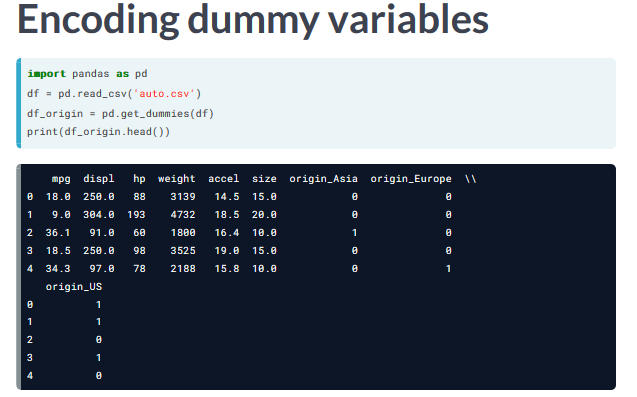 Encoding dummy variables
import pandas as pd
df = pd.read_csv('auto.csv')
df_origin = pd.get_dummies(df)
print(df_origin.head())
mpg displ hp weight accel size origin_Asia origin_Europe \\
0 18.0 250.0 88 3139 14.5 15.0 0 0
1 9.0 304.0 193 4732 18.5 20.0 0 0
2 36.1 91.0 60 1800 16.4 10.0 1 0
3 18.5 250.0 98 3525 19.0 15.0 0 0
4 34.3 97.0 78 2188 15.8 10.0 0 1
origin_US
0 1
1 1
2 0
3 1
4 0